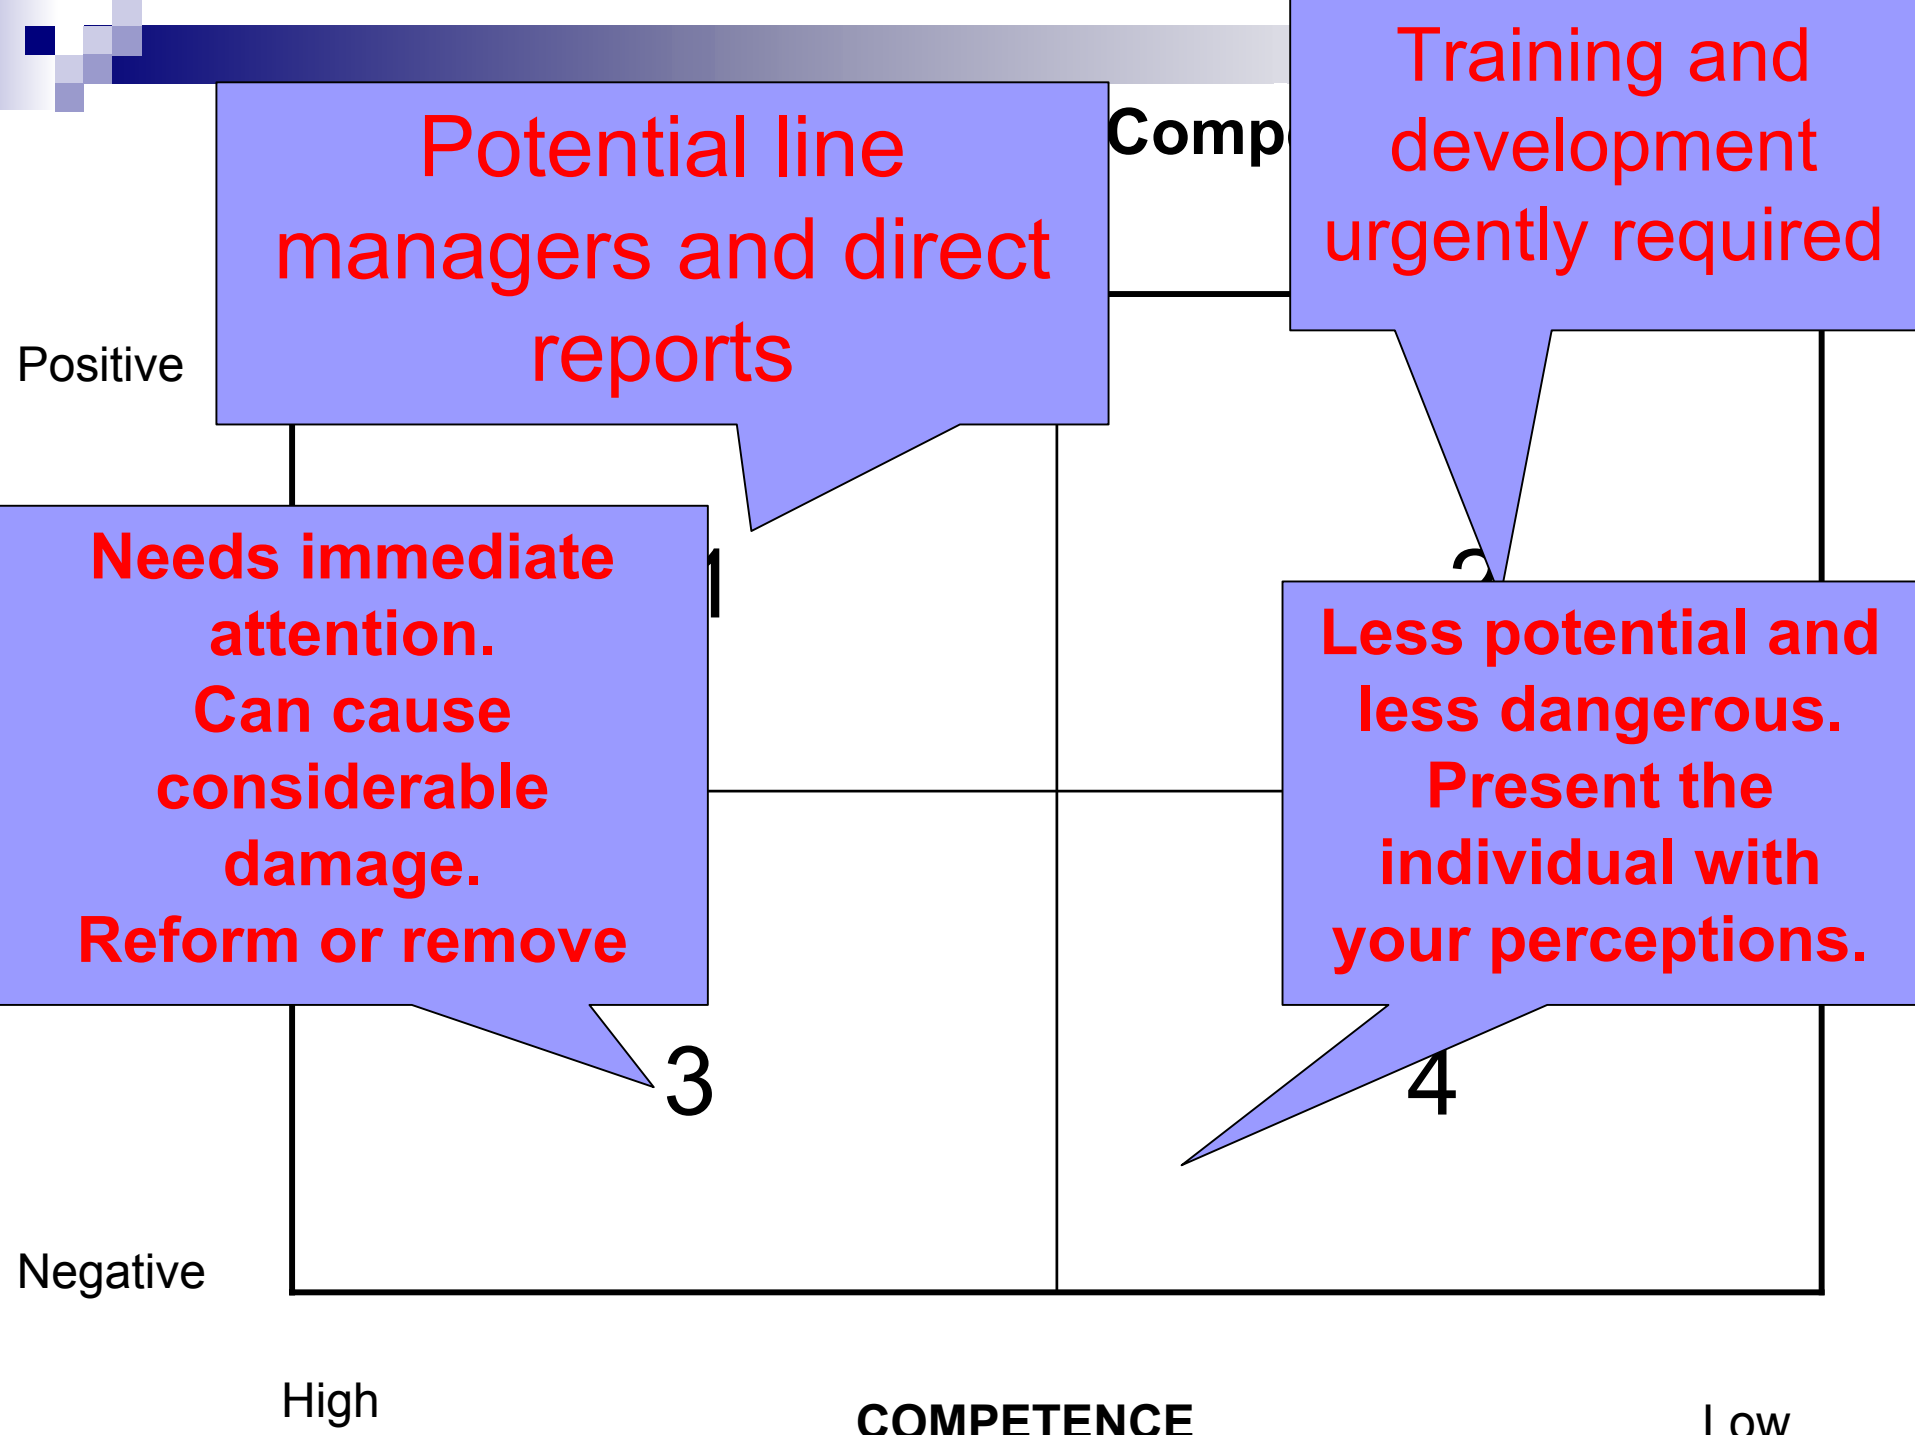 Potential line
managers and direct
reports
Training and
development
urgently required
Positive
Needs immediate
attention.
Can cause
considerable
damage.
Reform or remove
1
2
Less potential and
less dangerous.
Present the
individual with
your perceptions.
3
4
Negative
High
COMPETENCE
Low